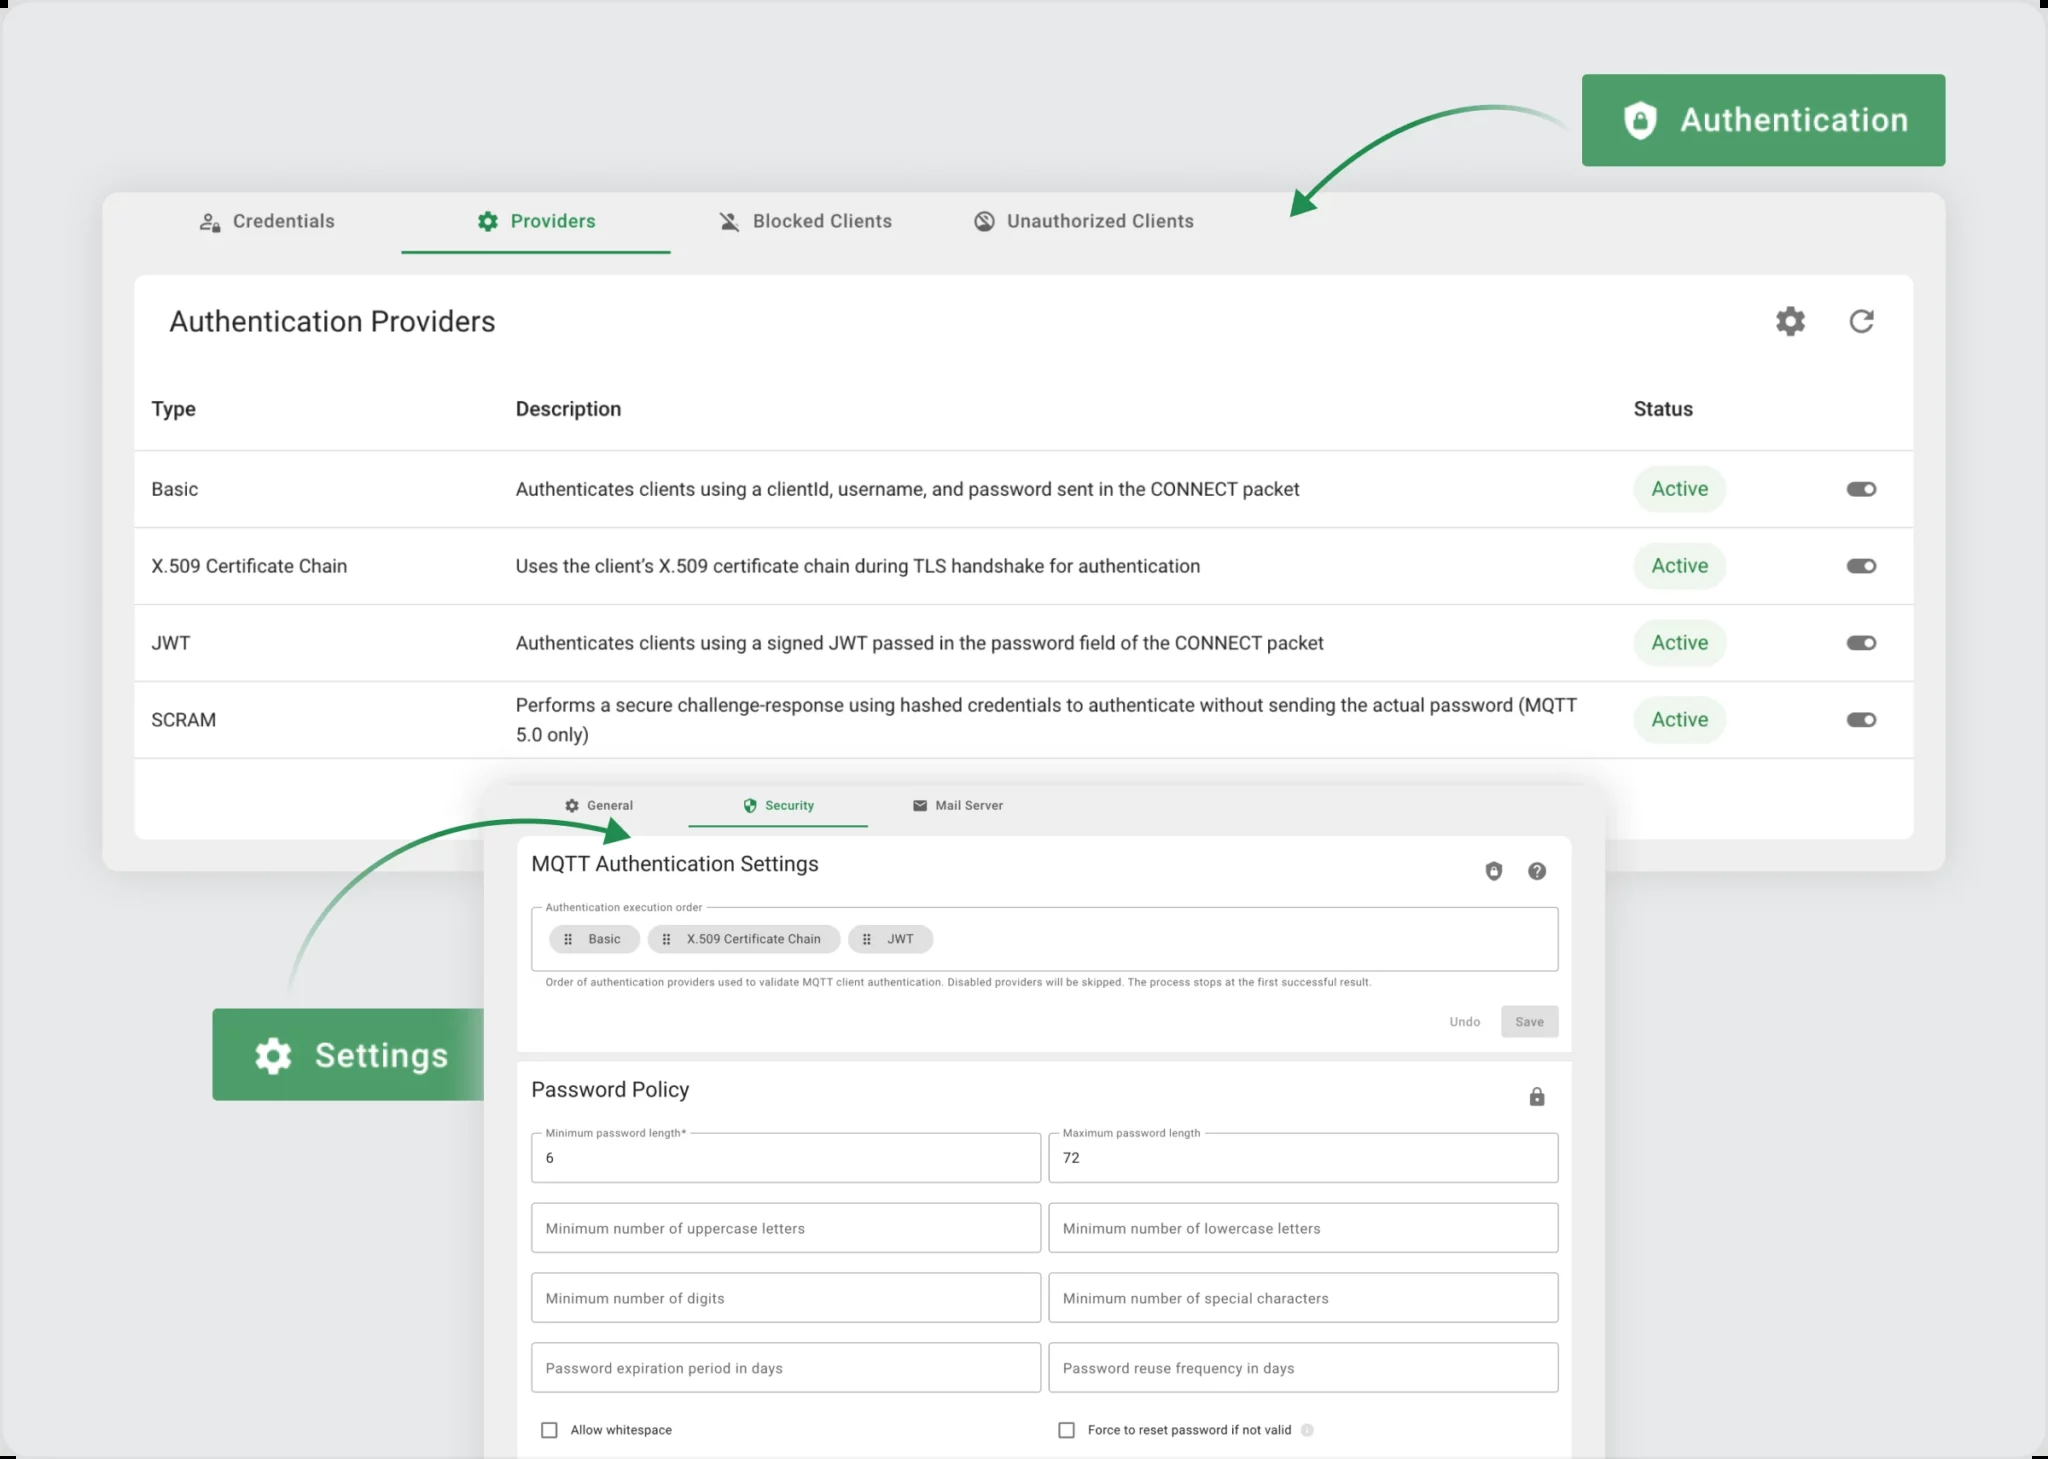 Authentication
Credentials
Providers
Blocked Clients
Unauthorized Clients
Authentication Providers
Type
Description
Status
Basic
Authenticates clients using a clientId, username, and password sent in the CONNECT packet
Active
X.509 Certificate Chain
Uses the client’s X.509 certificate chain during TLS handshake for authentication
Active
JWT
Authenticates clients using a signed JWT passed in the password field of the CONNECT packet
Active
SCRAM
Performs a secure challenge-response using hashed credentials to authenticate without sending the actual password (MQTT
5.0 only)
Active
General
Security
Mail Server
MQTT Authentication Settings
Authentication execution order
Basic
X.509 Certificate Chain
JWT
Order of authentication providers used to validate MQTT client authentication. Disabled providers will be skipped. The process stops at the first successful result.
Undo
Save
Settings
Password Policy
Minimum password length*
6
Maximum password length
72
Minimum number of uppercase letters
Minimum number of lowercase letters
Minimum number of digits
Minimum number of special characters
Password expiration period in days
Password reuse frequency in days
Allow whitespace
Force to reset password if not valid